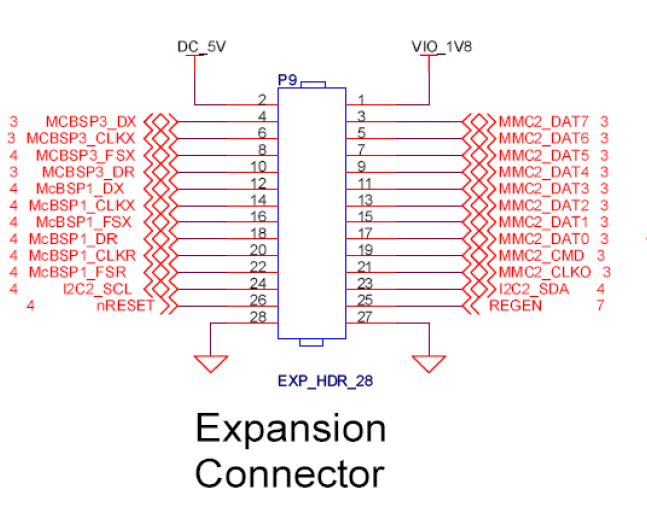 DC_5V VIO_1V8
P9
2 1
3 MCBSP3_DX 4 3 MMC2_DAT7 3
3 MCBSP3_CLKX 6 5 MMC2_DAT6 3
4 MCBSP3_FSX 8 7 MMC2_DAT5 3
3 MCBSP3_DR 10 9 MMC2_DAT4 3
4 McBSP1_DX 12 11 MMC2_DAT3 3
4 McBSP1_CLKX 14 13 MMC2_DAT2 3
4 McBSP1_FSX 16 15 MMC2_DAT1 3
4 McBSP1_DR 18 17 MMC2_DAT0 3
4 McBSP1_CLKR 20 19 MMC2_CMD 3
4 McBSP1_FSR 22 21 MMC2_CLKO 3
4 I2C2_SCL 24 23 I2C2_SDA 4
4 nRESET 26 25 REGEN 7
28 27
EXP_HDR_28
Expansion
Connector